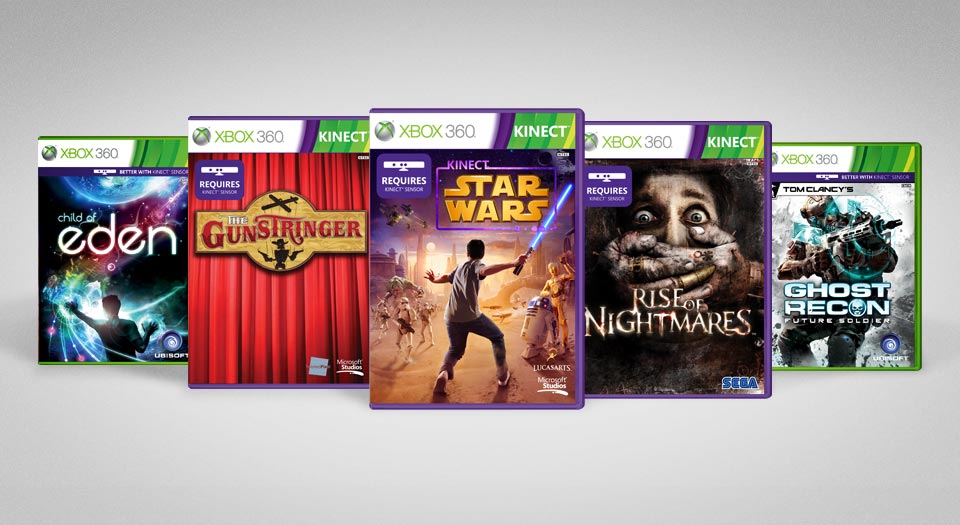 XBOX 360
BETTER WITH KINECT SENSOR
child of
eden
UBISOFT
XBOX 360
KINECT
REQUIRES
KINECT SENSOR
THE
GUNSTRINGER
Microsoft
Studios
XBOX 360
KINECT
REQUIRES
KINECT SENSOR
KINECT
STAR
WARS
LUCASARTS
Microsoft
Studios
XBOX 360
KINECT
REQUIRES
KINECT SENSOR
RISE OF
NIGHTMARES
SEGA
XBOX 360
BETTER WITH KINECT SENSOR
TOM CLANCY'S
GHOST
RECON
FUTURE SOLDIER
UBISOFT